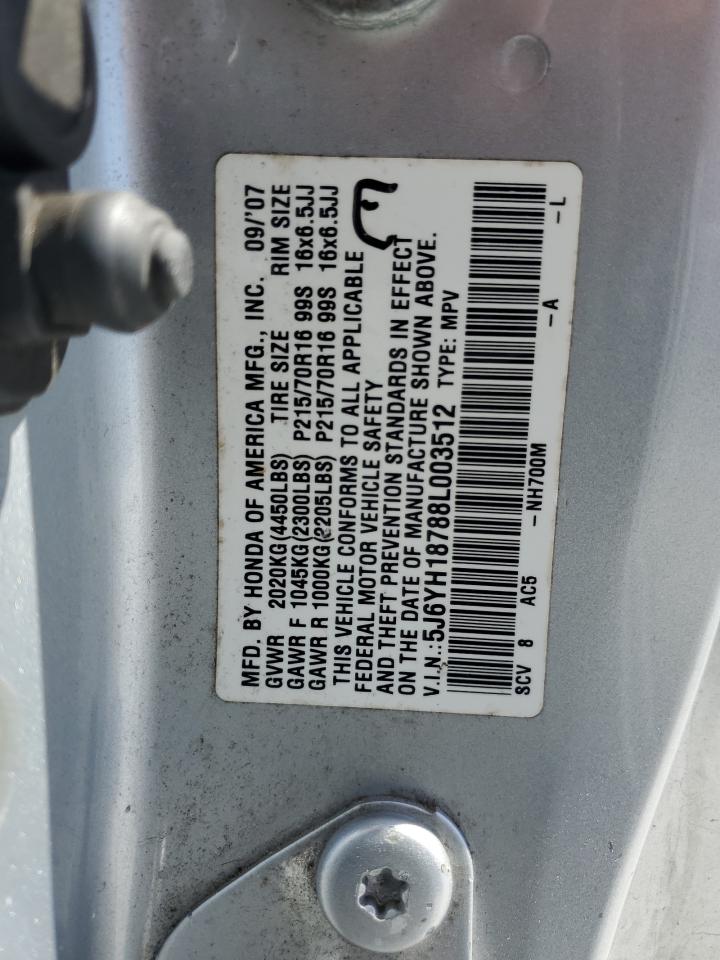 MFD. BY HONDA OF AMERICA MFG., INC. 09/'07
GVWR 2020KG(4450LBS) TIRE SIZE RIM SIZE
GAWR F 1045KG(2300LBS) P215/70R16 99S 16x6.5JJ
GAWR R 1000KG(2205LBS) P215/70R16 99S 16x6.5JJ
THIS VEHICLE CONFORMS TO ALL APPLICABLE
FEDERAL MOTOR VEHICLE SAFETY
AND THEFT PREVENTION STANDARDS IN EFFECT
ON THE DATE OF MANUFACTURE SHOWN ABOVE.
V.I.N.:5J6YH18788L003512 TYPE: MPV
SCV 8 AC5 -NH700M -A -L